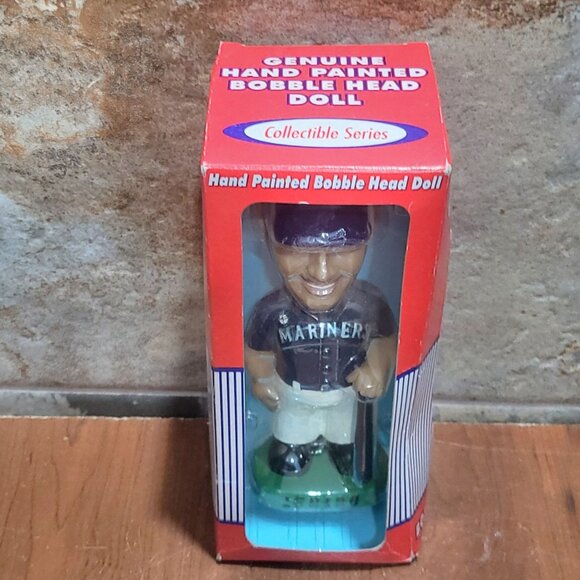 GENUINE
HAND PAINTED
BOBBLE HEAD
DOLL
Collectible Series
Hand Painted Bobble Head Doll
MARINERS